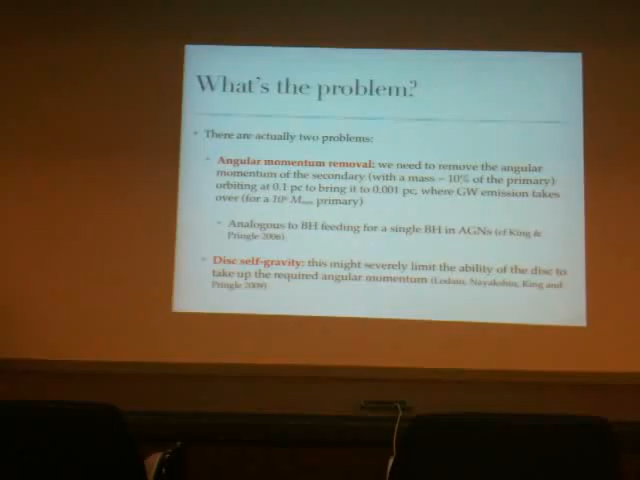 What's the problem?
• There are actually two problems:
• Angular momentum removal: we need to remove the angular
momentum of the secondary (with a mass ~ 10% of the primary)
orbiting at 0.1 pc to bring it to 0.001 pc, where GW emission takes
over (for a primary)
• Analogous to BH feeding for a single BH in AGNs (cf King &
Pringle 2006)
• Disc self-gravity: this might severely limit the ability of the disc to
take up the required angular momentum (Lodato, Nayakshin, King and
Pringle 2009)